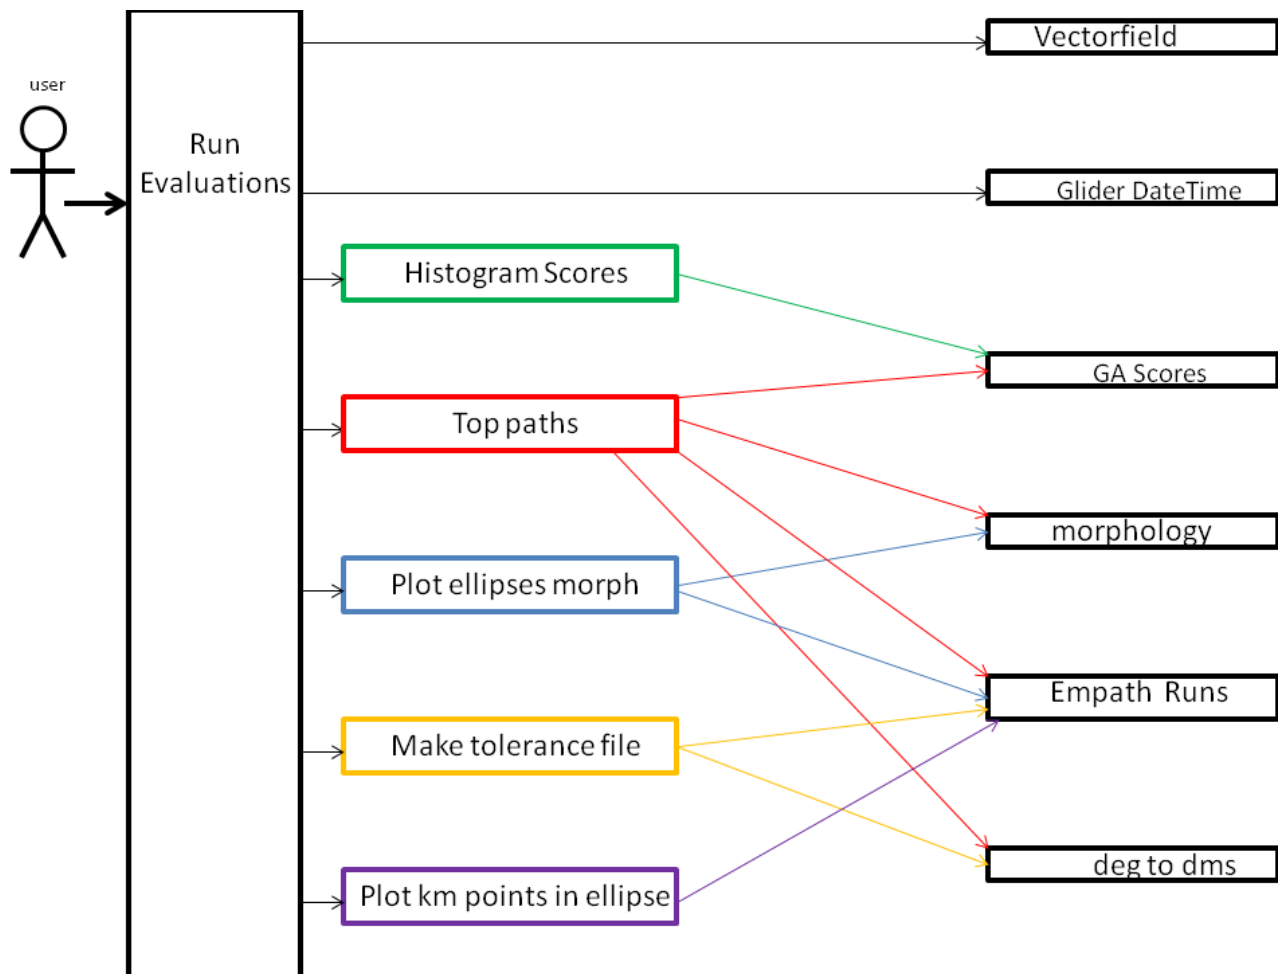 Vectorfield
user
Run
Evaluations
Glider DateTime
Histogram Scores
GA Scores
Top paths
morphology
Plot ellipses morph
Empath Runs
Make tolerance file
deg to dms
Plot km points in ellipse